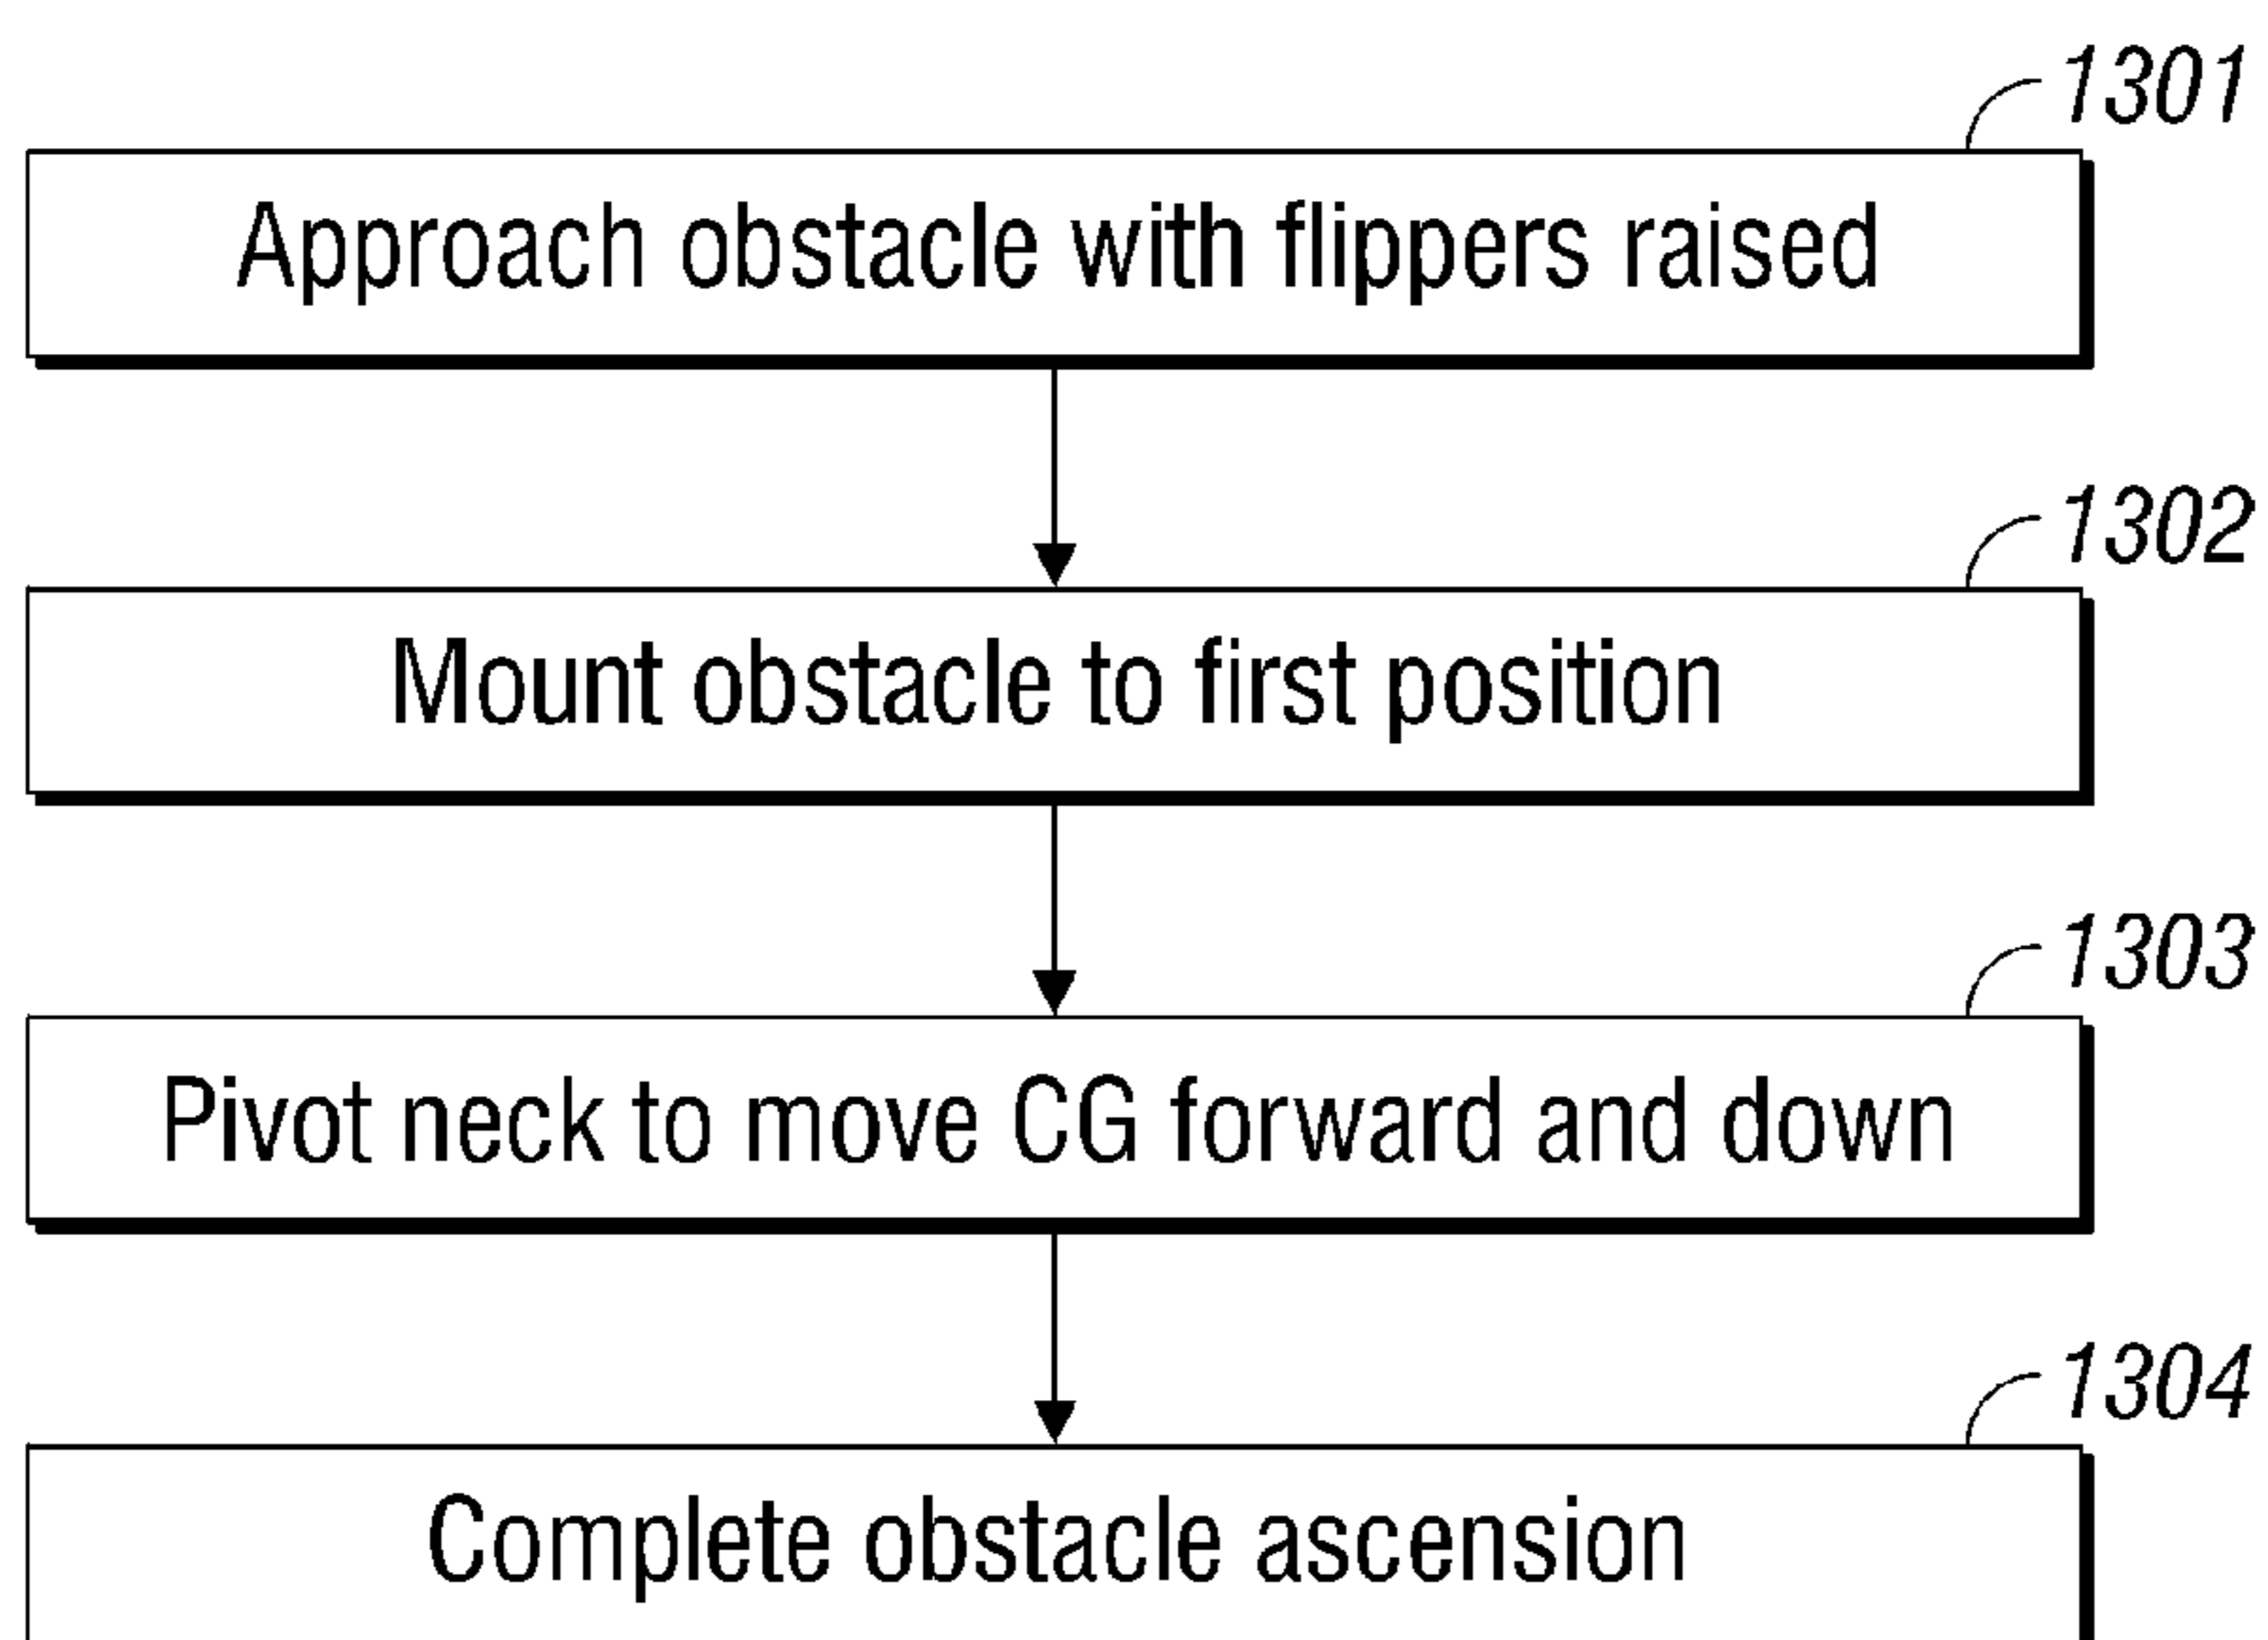 1301
Approach obstacle with flippers raised
1302
Mount obstacle to first position
1303
Pivot neck to move CG forward and down
1304
Complete obstacle ascension